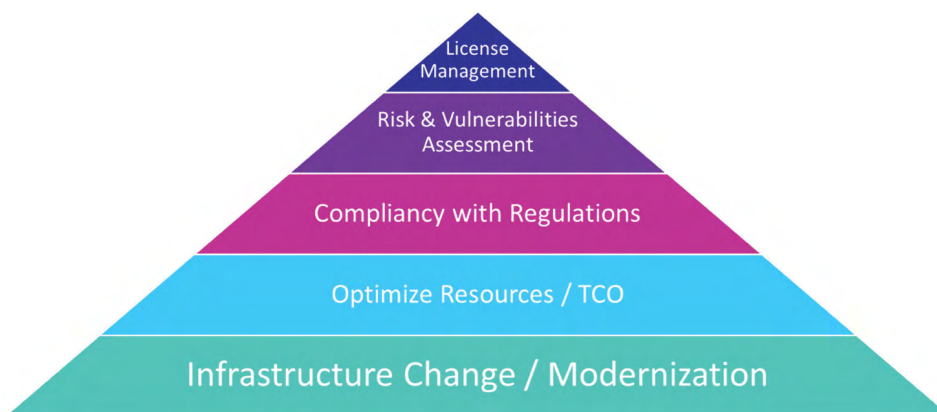 License
Management
Risk & Vulnerabilities
Assessment
Compliancy with Regulations
Optimize Resources / TCO
Infrastructure Change / Modernization